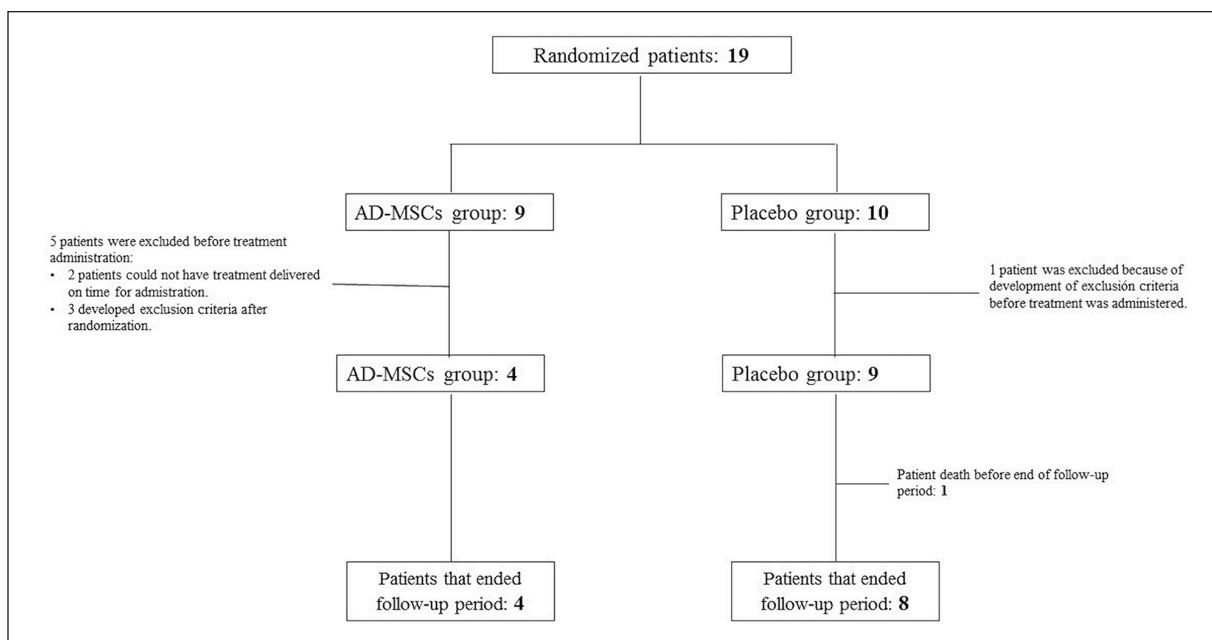 Randomized patients: 19
AD-MSCs group: 9
Placebo group: 10
5 patients were excluded before treatment
administration:
• 2 patients could not have treatment delivered
on time for admistration.
• 3 developed exclusion criteria after
randomization.
1 patient was excluded because of
development of exclusión criteria
before treatment was administered.
AD-MSCs group: 4
Placebo group: 9
Patient death before end of follow-up
period: 1
Patients that ended
follow-up period: 4
Patients that ended
follow-up period: 8